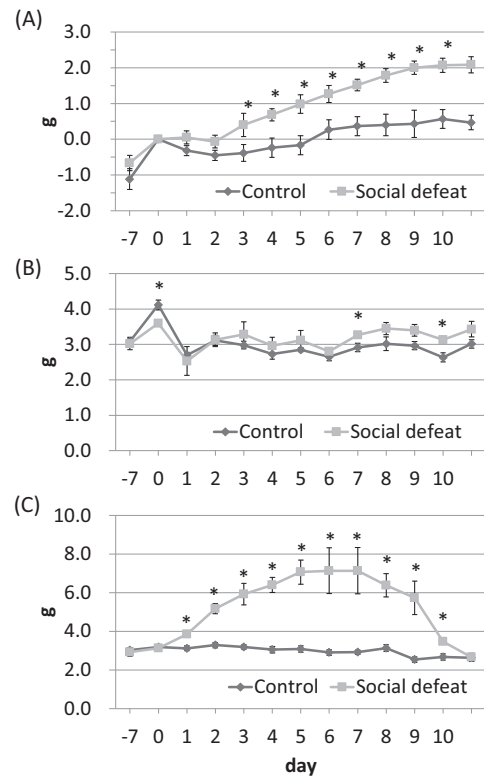 (A)
3.0
2.0
1.0
0.0
-1.0
-2.0
g
* * * * * * * *
Control Social defeat
-7 0 1 2 3 4 5 6 7 8 9 10
(B)
5.0
4.0
3.0
2.0
1.0
0.0
g
* * *
Control Social defeat
-7 0 1 2 3 4 5 6 7 8 9 10
(C)
10.0
8.0
6.0
4.0
2.0
0.0
g
* * * * * * * * * *
Control Social defeat
-7 0 1 2 3 4 5 6 7 8 9 10
day